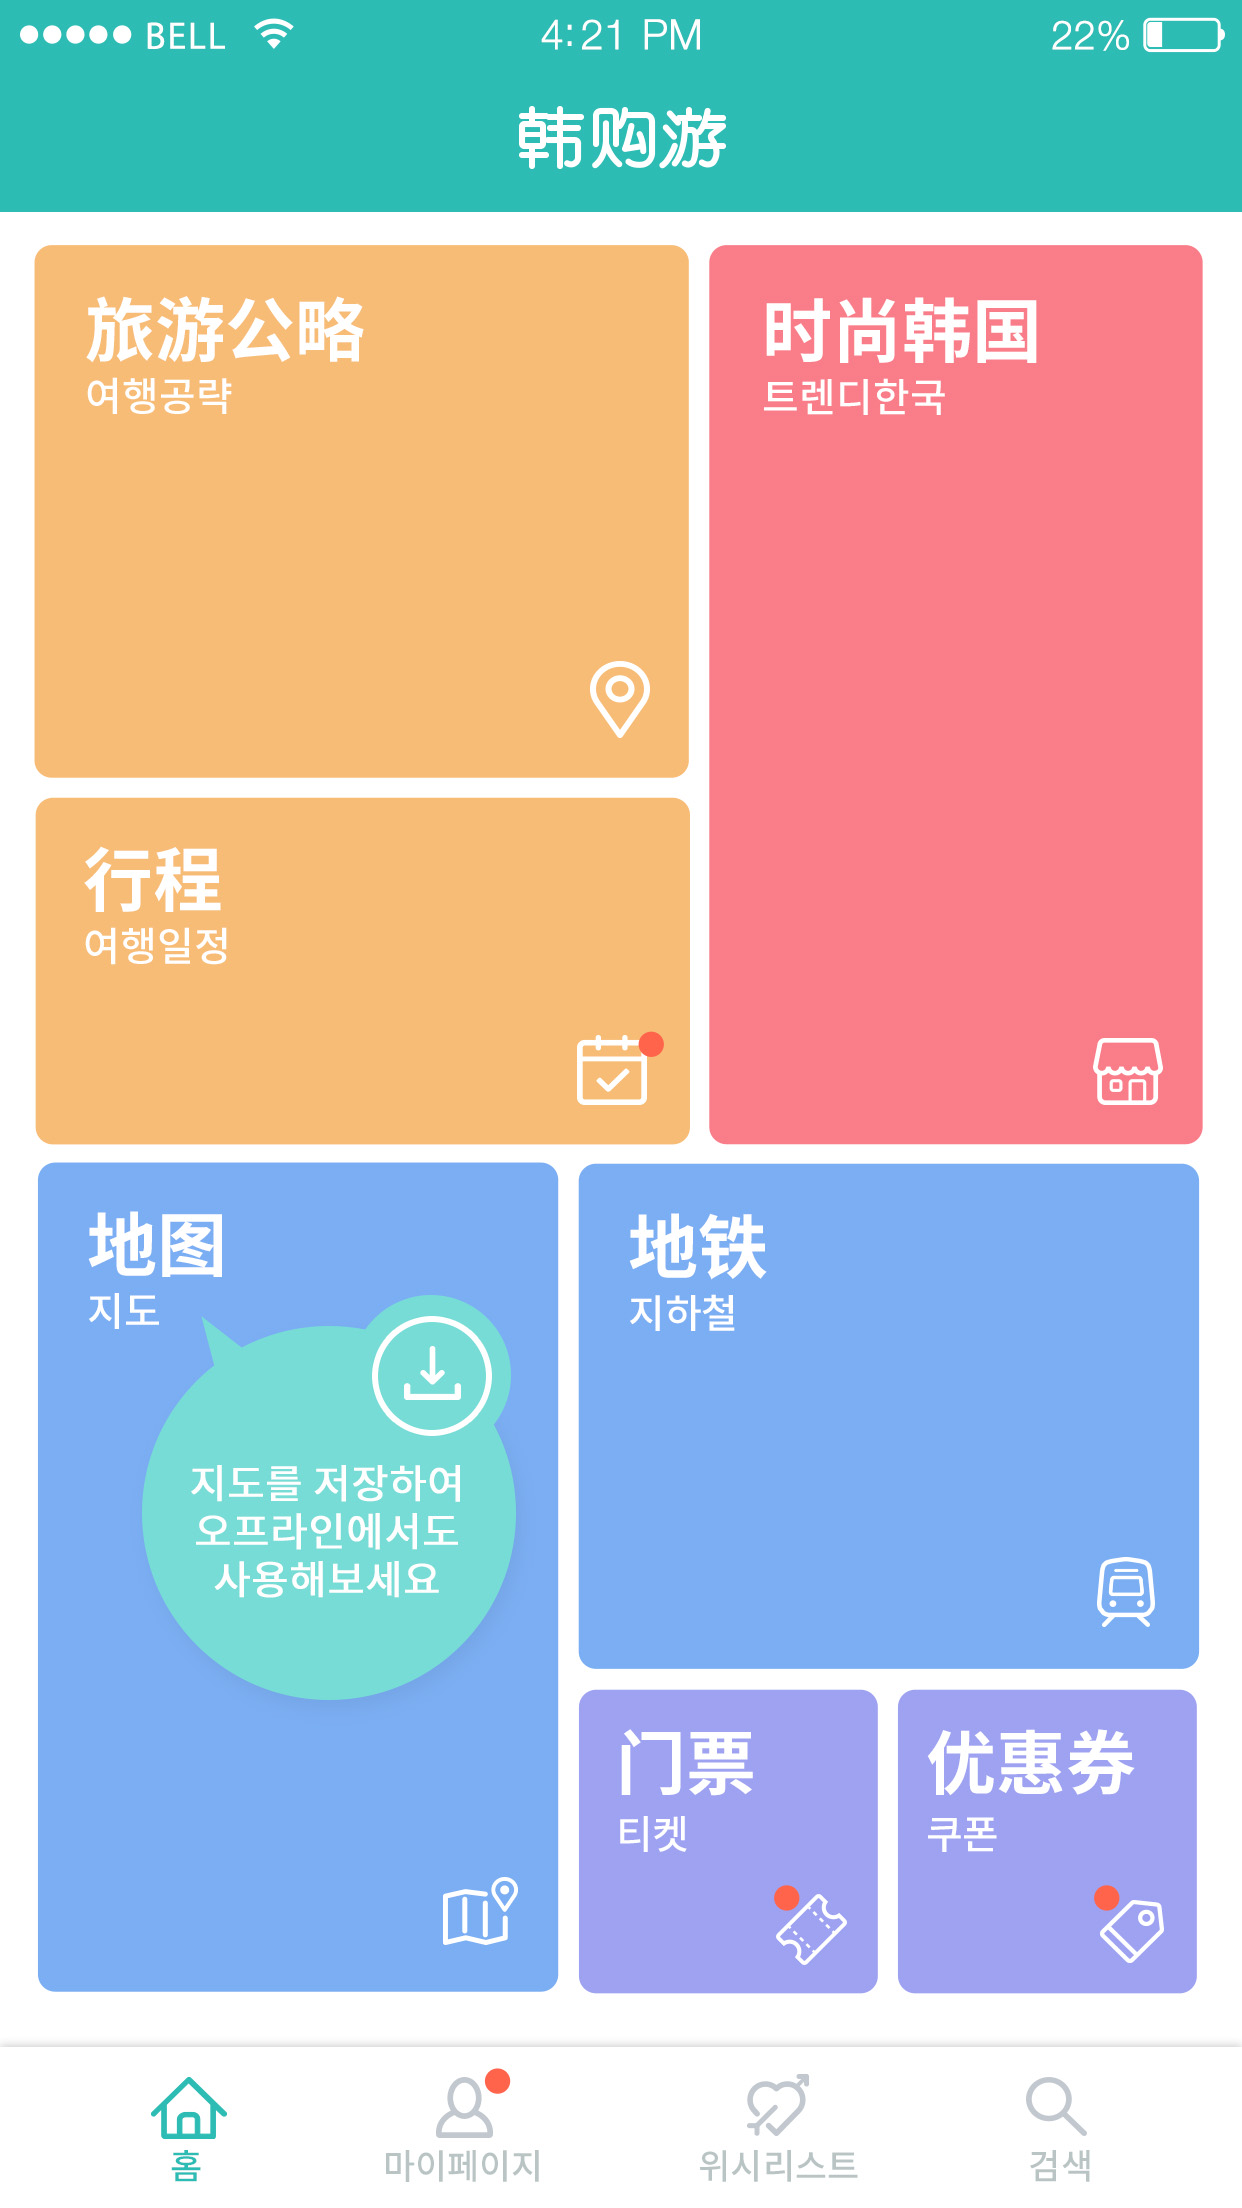 BELL 4:21 PM 22%
韩购游
旅游公略
여행공략
时尚韩国
트렌디한국
行程
여행일정
地图
지도
地铁
지하철
지도를 저장하여
오프라인에서도
사용해보세요
门票
티켓
优惠券
쿠폰
홈 마이페이지 위시리스트 검색